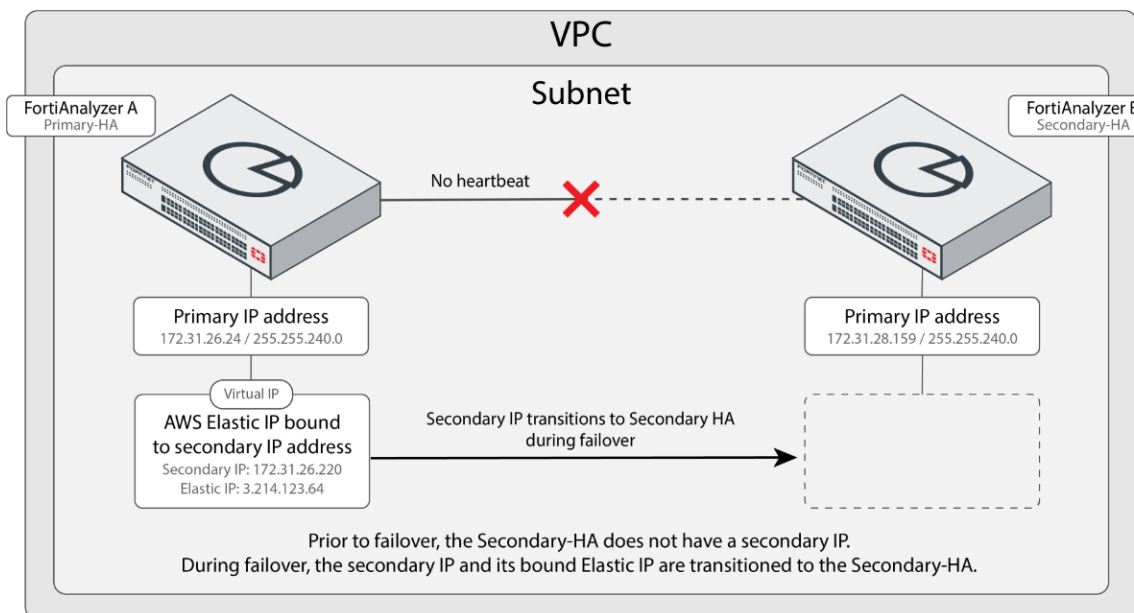 VPC
Subnet
FortiAnalyzer A
Primary-HA
FortiAnalyzer B
Secondary-HA
No heartbeat
Primary IP address
172.31.26.24 / 255.255.240.0
Primary IP address
172.31.28.159 / 255.255.240.0
Virtual IP
AWS Elastic IP bound
to secondary IP address
Secondary IP: 172.31.26.220
Elastic IP: 3.214.123.64
Secondary IP transitions to Secondary HA
during failover
Prior to failover, the Secondary-HA does not have a secondary IP.
During failover, the secondary IP and its bound Elastic IP are transitioned to the Secondary-HA.